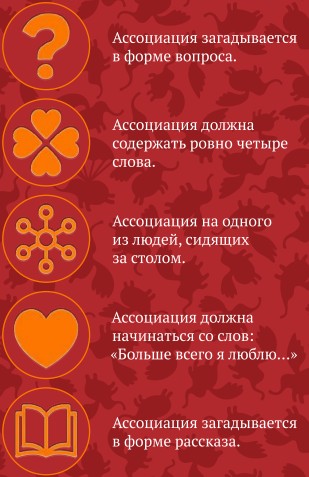 Ассоциация загадывается
в форме вопроса.
Ассоциация должна
содержать ровно четыре
слова.
Ассоциация на одного
из людей, сидящих
за столом.
Ассоциация должна
начинаться со слов:
«Больше всего я люблю...»
Ассоциация загадывается
в форме рассказа.